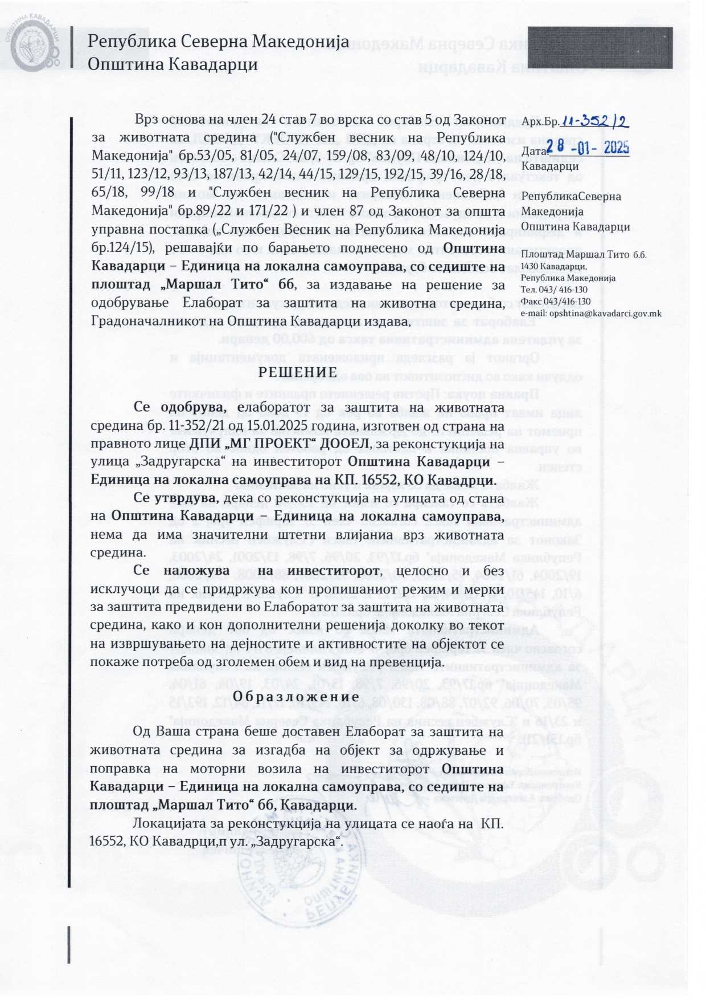 ОПШТИНА КАВАДАРЦИ
Република Северна Македонија
Општина Кавадарци
Врз основа на член 24 став 7 во врска со став 5 од Законот
за животната средина ("Службен весник на Република
Македонија" бр.53/05, 81/05, 24/07, 159/08, 83/09, 48/10, 124/10,
51/11, 123/12, 93/13, 187/13, 42/14, 44/15, 129/15, 192/15, 39/16, 28/18,
65/18, 99/18 и "Службен весник на Република Северна
Македонија" бр.89/22 и 171/22 ) и член 87 од Законот за општа
управна постапка („Службен Весник на Република Македонија
бр.124/15), решавајќи по барањето поднесено од Општина
Кавадарци – Единица на локална самоуправа, со седиште на
плоштад „Маршал Тито“ бб, за издавање на решение за
одобрување Елаборат за заштита на животна средина,
Градоначалникот на Општина Кавадарци издава,
Арх.Бр. 11-352/2
Дата: 28 -01- 2025
Кавадарци
РепубликаСеверна
Македонија
Општина Кавадарци
Плоштад Маршал Тито б.б.
1430 Кавадарци,
Република Македонија
Тел. 043/ 416-130
Факс 043/416-130
e-mail: opshtina@kavadarci.gov.mk
РЕШЕНИЕ
Се одобрува, елаборатот за заштита на животната
средина бр. 11-352/21 од 15.01.2025 година, изготвен од страна на
правното лице ДПИ „МГ ПРОЕКТ“ ДООЕЛ, за реконстукција на
улица „Задругарска“ на инвеститорот Општина Кавадарци –
Единица на локална самоуправа на КП. 16552, КО Кавадрци.
Се утврдува, дека со реконстукција на улицата од стана
на Општина Кавадарци – Единица на локална самоуправа,
нема да има значителни штетни влијанија врз животната
средина.
Се наложува на инвеститорот, целосно и без
исклучоци да се придржува кон пропишаниот режим и мерки
за заштита предвидени во Елаборатот за заштита на животната
средина, како и кон дополнителни решенија доколку во текот
на извршувањето на дејностите и активностите на објектот се
покаже потреба од зголемен обем и вид на превенција.
Образложение
Од Ваша страна беше доставен Елаборат за заштита на
животната средина за изгадба на објект за одржување и
поправка на моторни возила на инвеститорот Општина
Кавадарци – Единица на локална самоуправа, со седиште на
плоштад „Маршал Тито“ бб, Кавадарци.
Локацијата за реконстукција на улицата се наоѓа на КП.
16552, КО Кавадрци,п ул. „Задругарска“.